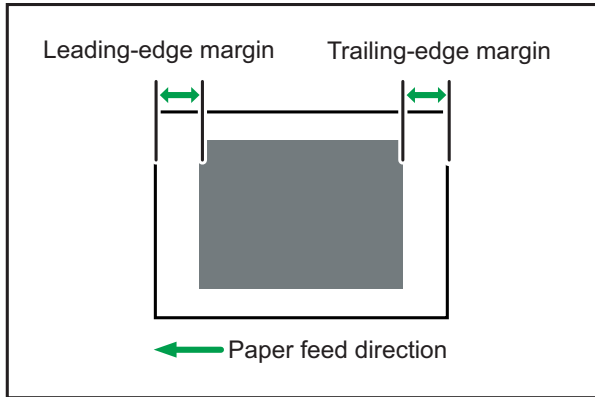 Leading-edge margin
Trailing-edge margin
Paper feed direction